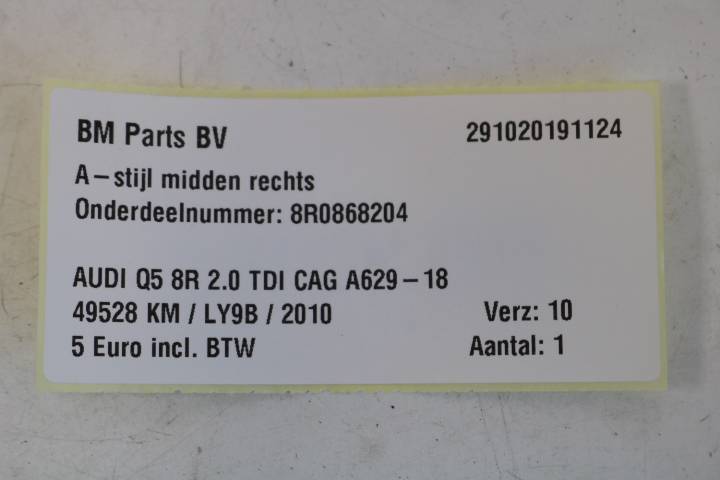 BM Parts BV 291020191124
A-stijl midden rechts
Onderdeelnummer: 8R0868204
AUDI Q5 8R 2.0 TDI CAG A629-18
49528 KM / LY9B / 2010 Verz: 10
5 Euro incl. BTW Aantal: 1